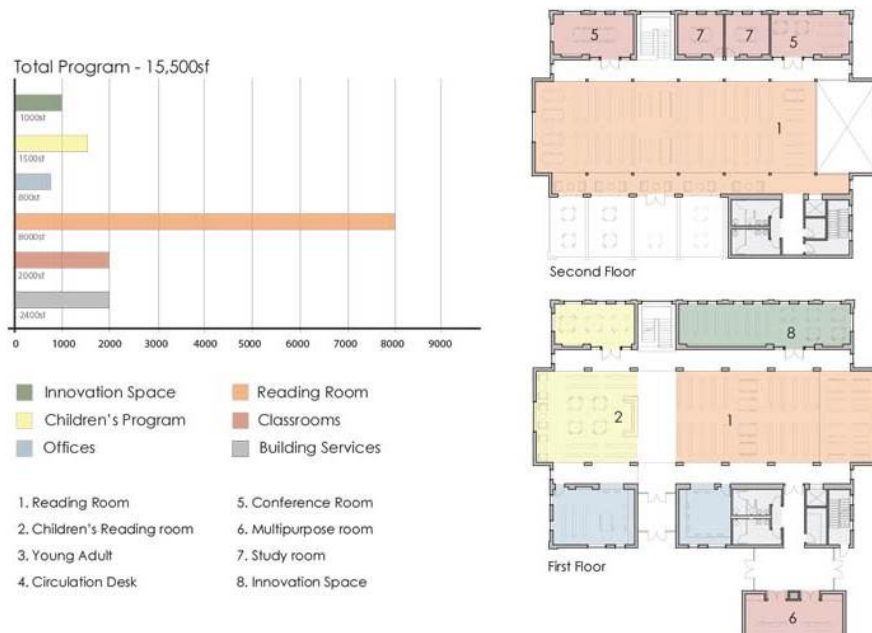 Total Program - 15,500sf
1000sf
1500sf
800sf
8000sf
2000sf
2400sf
0 1000 2000 3000 4000 5000 6000 7000 8000 9000
Innovation Space
Children's Program
Offices
Reading Room
Classrooms
Building Services
1. Reading Room
2. Children's Reading room
3. Young Adult
4. Circulation Desk
5. Conference Room
6. Multipurpose room
7. Study room
8. Innovation Space
5 7 7 5
1
Second Floor
8
2 1
First Floor
6